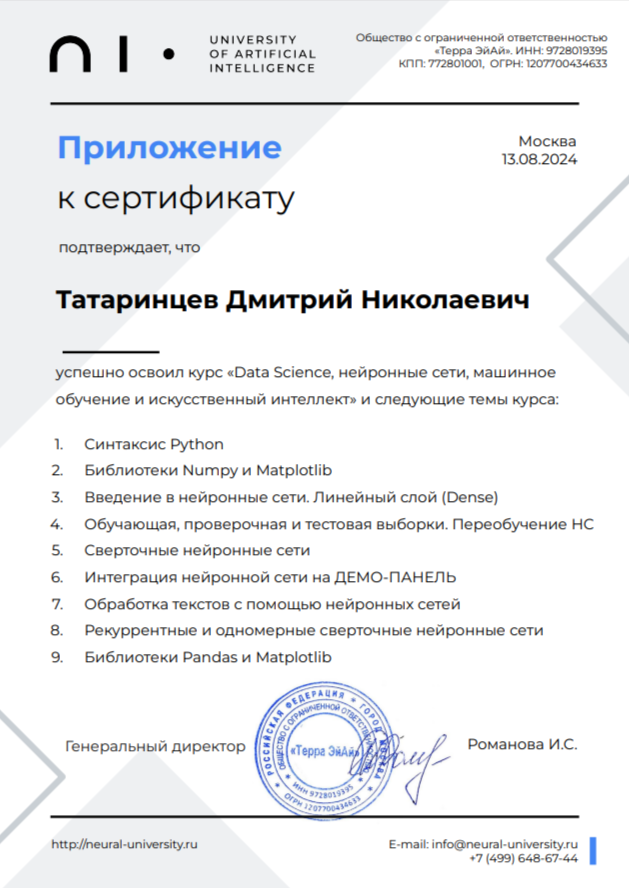 UNIVERSITY
OF ARTIFICIAL
INTELLIGENCE
Общество с ограниченной ответственностью
«Терра ЭйАй». ИНН: 9728019395
КПП: 772801001, ОГРН: 1207700434633
Приложение
Москва
13.08.2024
к сертификату
подтверждает, что
Татаринцев Дмитрий Николаевич
успешно освоил курс «Data Science, нейронные сети, машинное
обучение и искусственный интеллект» и следующие темы курса:
1. Синтаксис Python
2. Библиотеки Numpy и Matplotlib
3. Введение в нейронные сети. Линейный слой (Dense)
4. Обучающая, проверочная и тестовая выборки. Переобучение НС
5. Сверточные нейронные сети
6. Интеграция нейронной сети на ДЕМО-ПАНЕЛЬ
7. Обработка текстов с помощью нейронных сетей
8. Рекуррентные и одномерные сверточные нейронные сети
9. Библиотеки Pandas и Matplotlib
РОССИЙСКАЯ ФЕДЕРАЦИЯ * ГОРОД МОСКВА
ОБЩЕСТВО С ОГРАНИЧЕННОЙ ОТВЕТСТВЕННОСТЬЮ
«Терра ЭйАй»
ИНН 9728019395
ОГРН 1207700434633
Генеральный директор
Романова И.С.
http://neural-university.ru
E-mail: info@neural-university.ru
+7 (499) 648-67-44